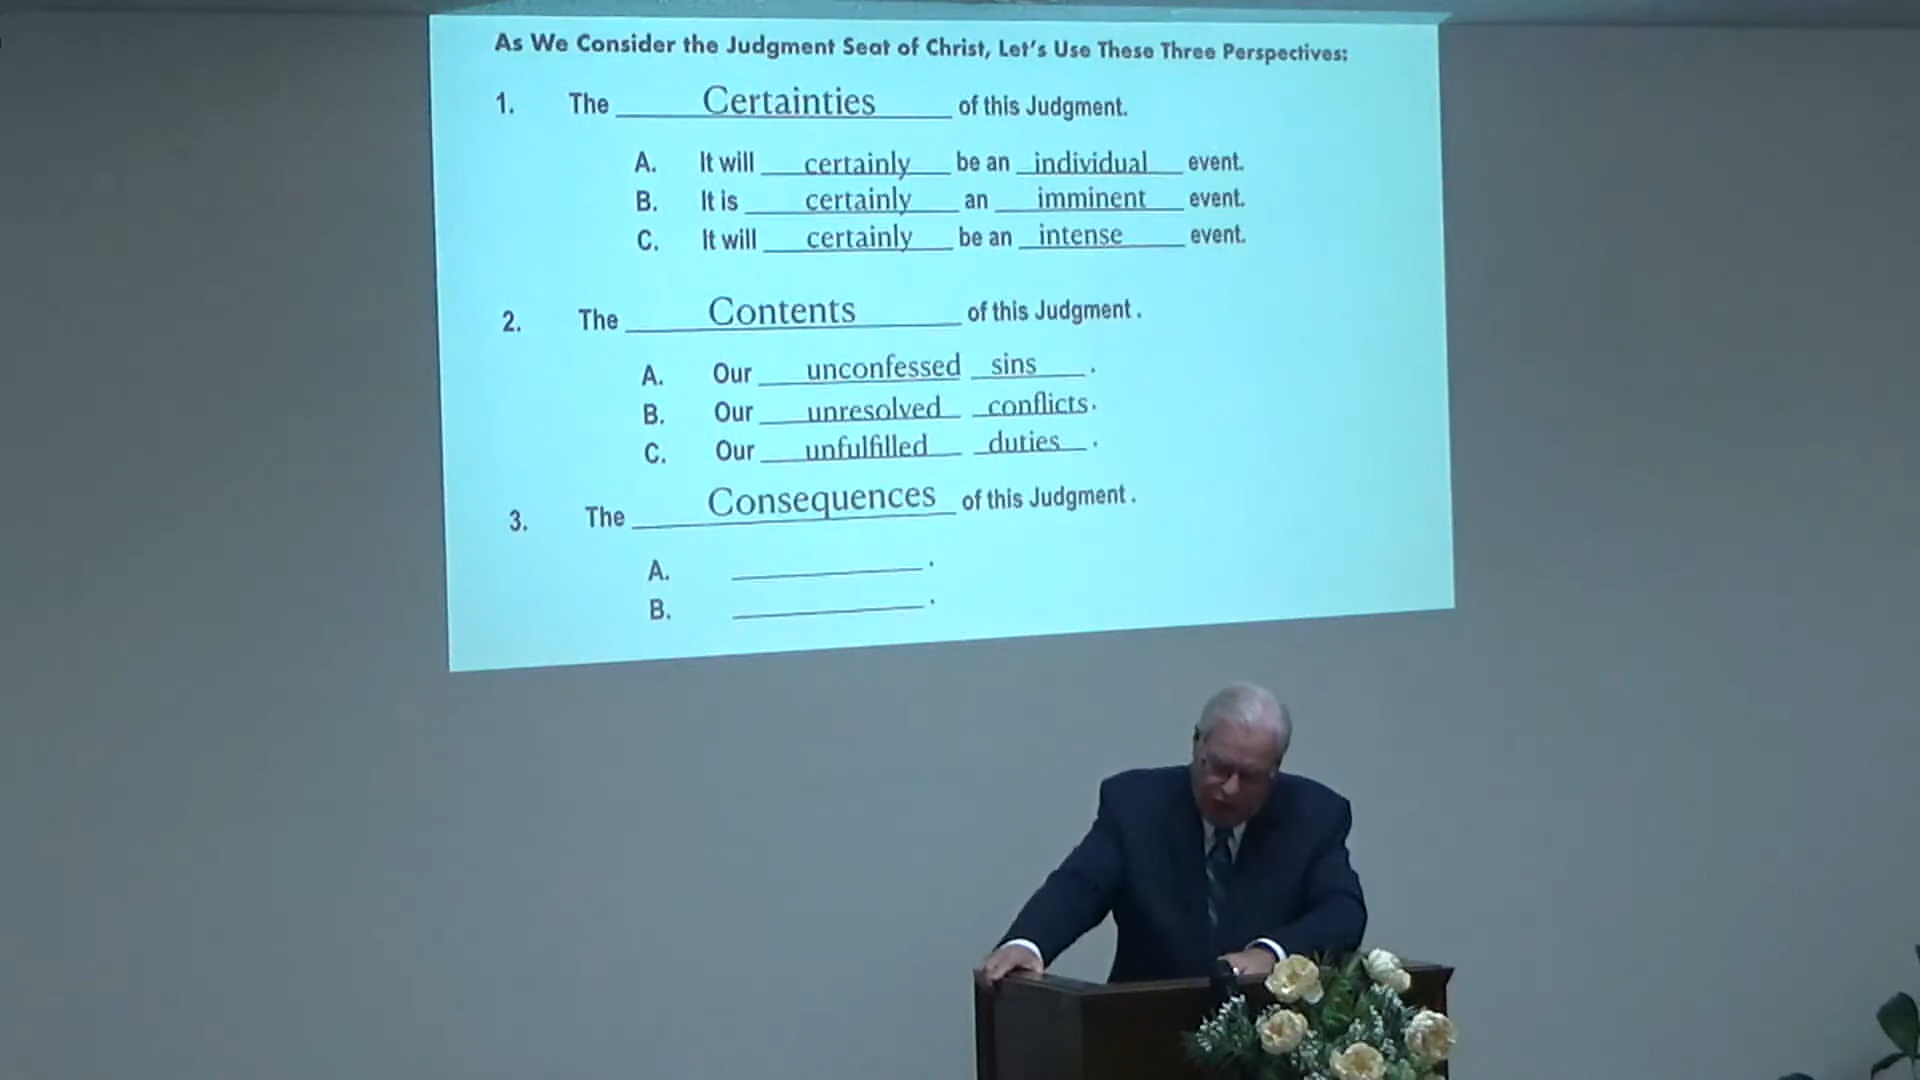 As We Consider the Judgment Seat of Christ, Let's Use These Three Perspectives:
1. The Certainties of this Judgment.
A. It will certainly be an individual event.
B. It is certainly an imminent event.
C. It will certainly be an intense event.
2. The Contents of this Judgment.
A. Our unconfessed sins.
B. Our unresolved conflicts.
C. Our unfulfilled duties.
3. The Consequences of this Judgment.
A. ____________.
B. ____________.